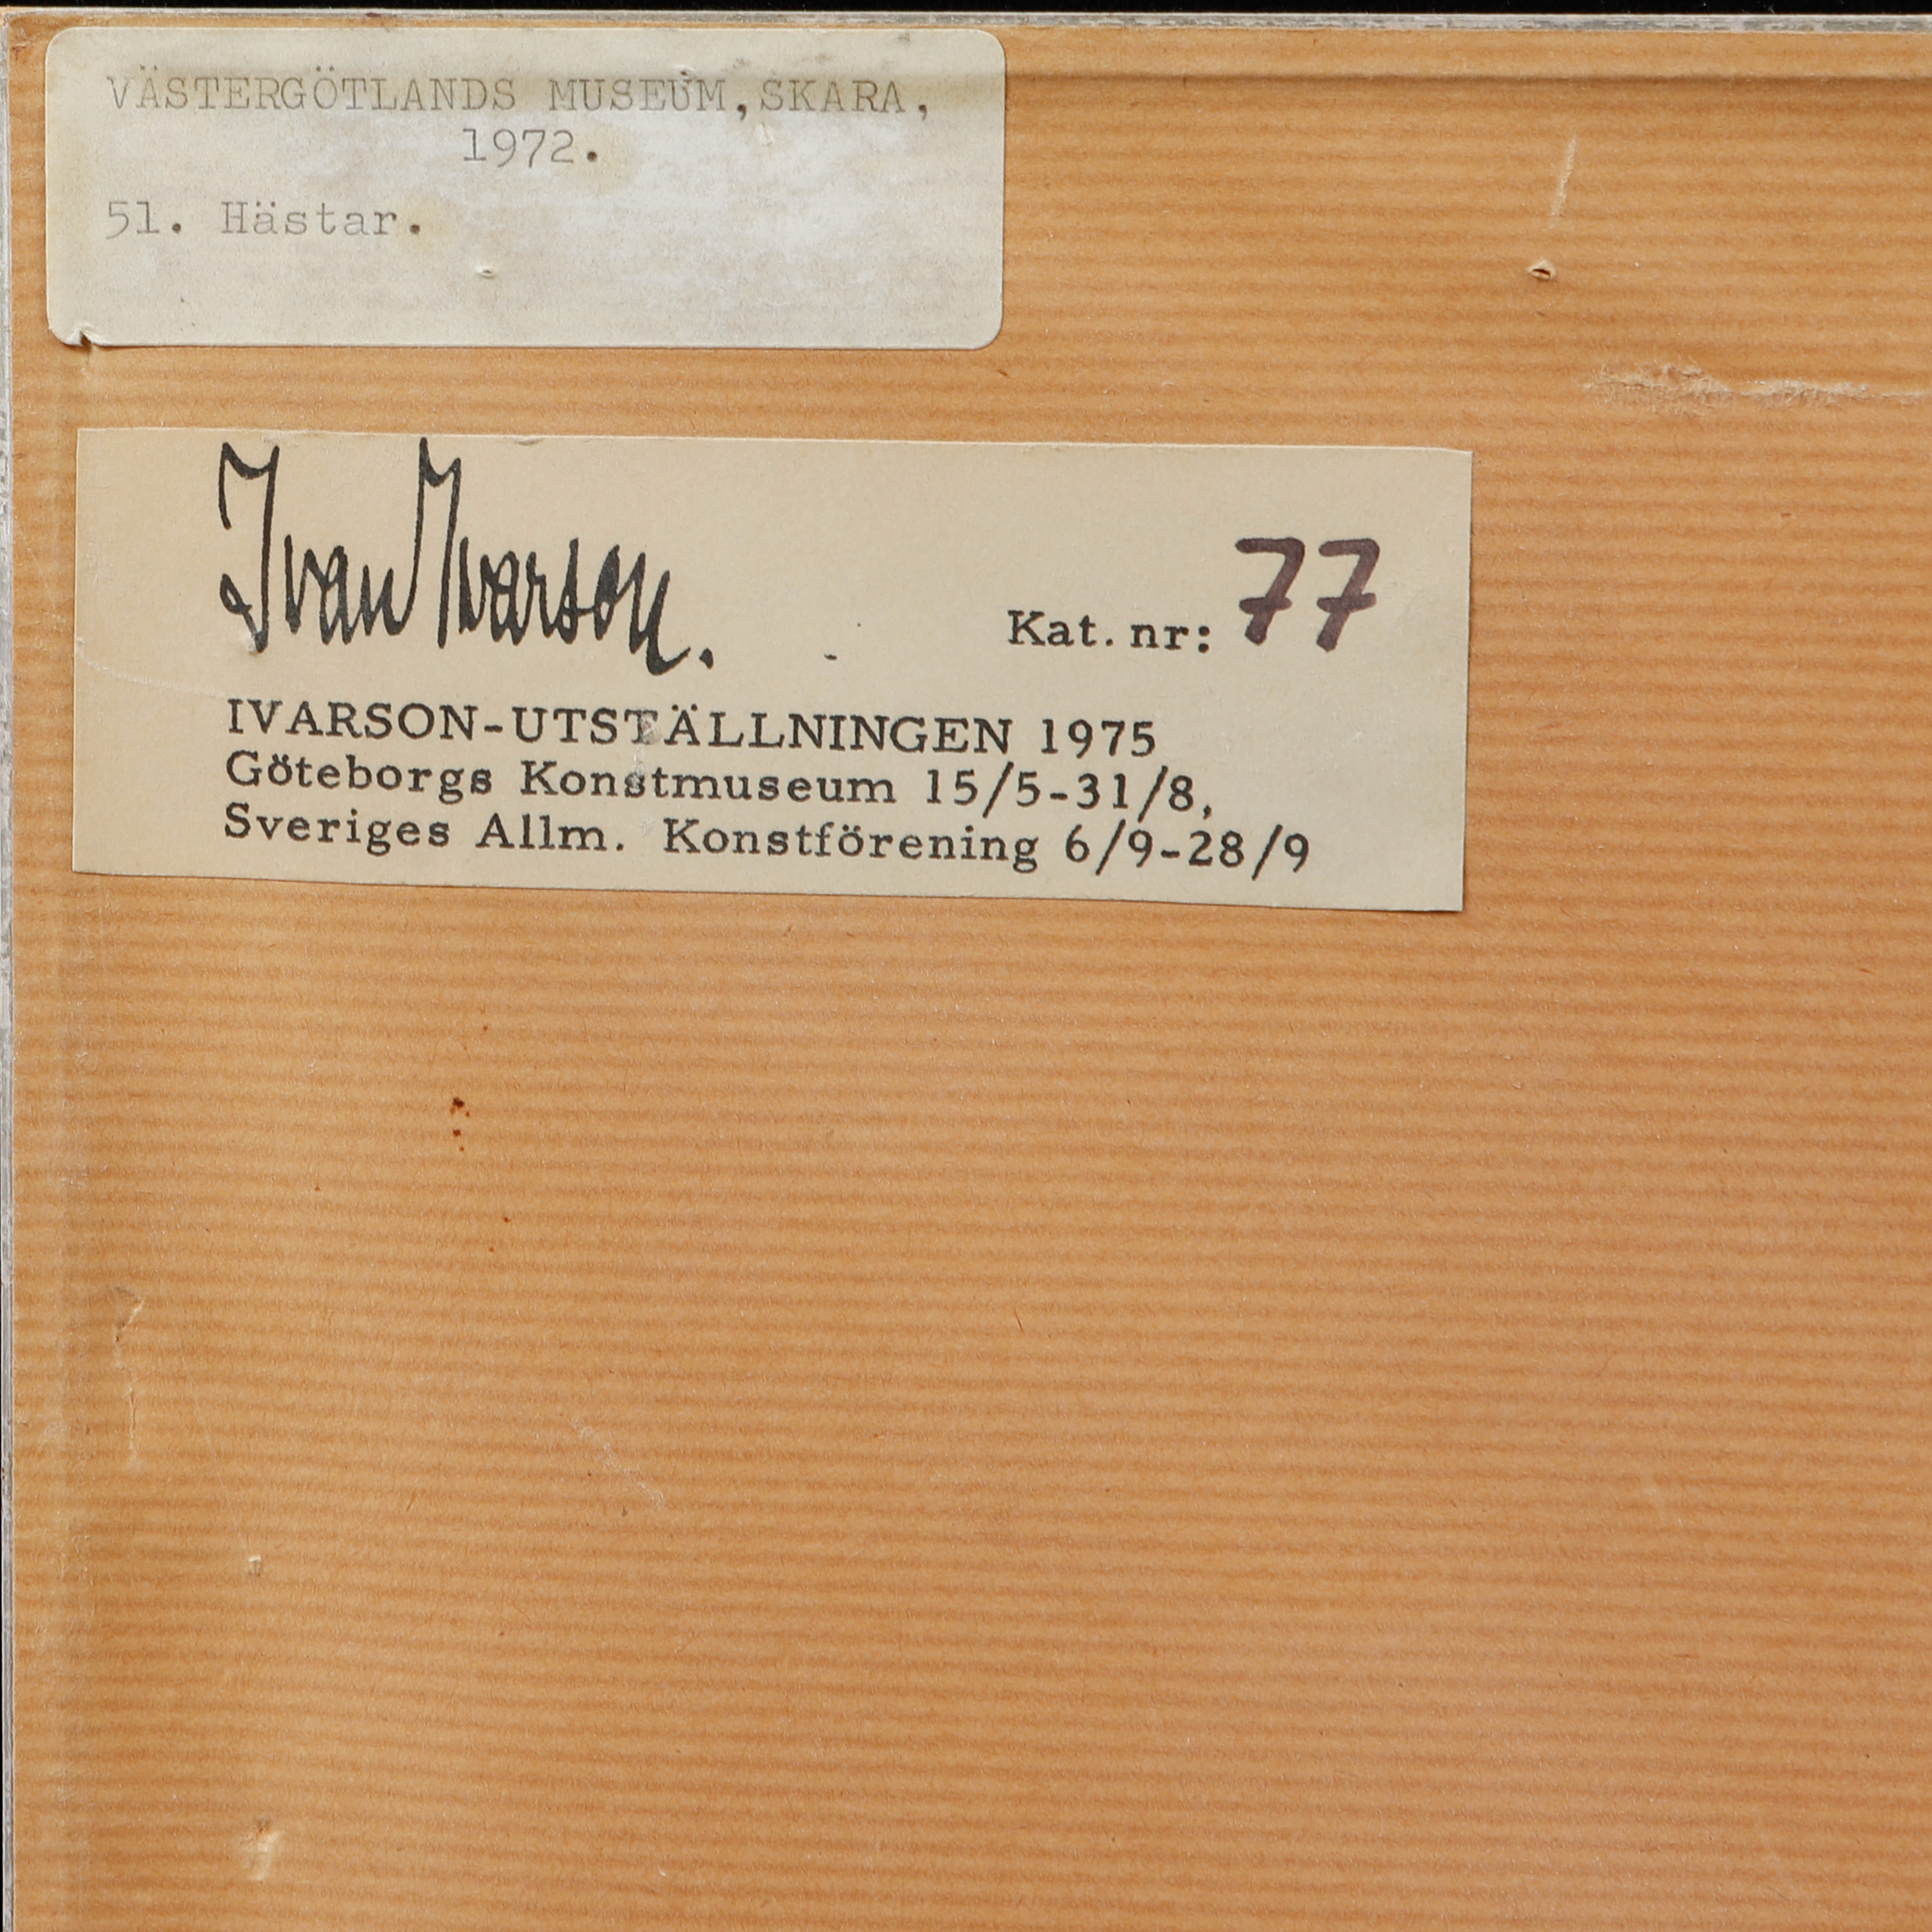 VÄSTERGÖTLANDS MUSEUM, SKARA,
1972.
51. Hästar.
Ivan Ivarson.
Kat. nr: 77
IVARSON-UTSTÄLLNINGEN 1975
Göteborgs Konstmuseum 15/5-31/8,
Sveriges Allm. Konstförening 6/9-28/9